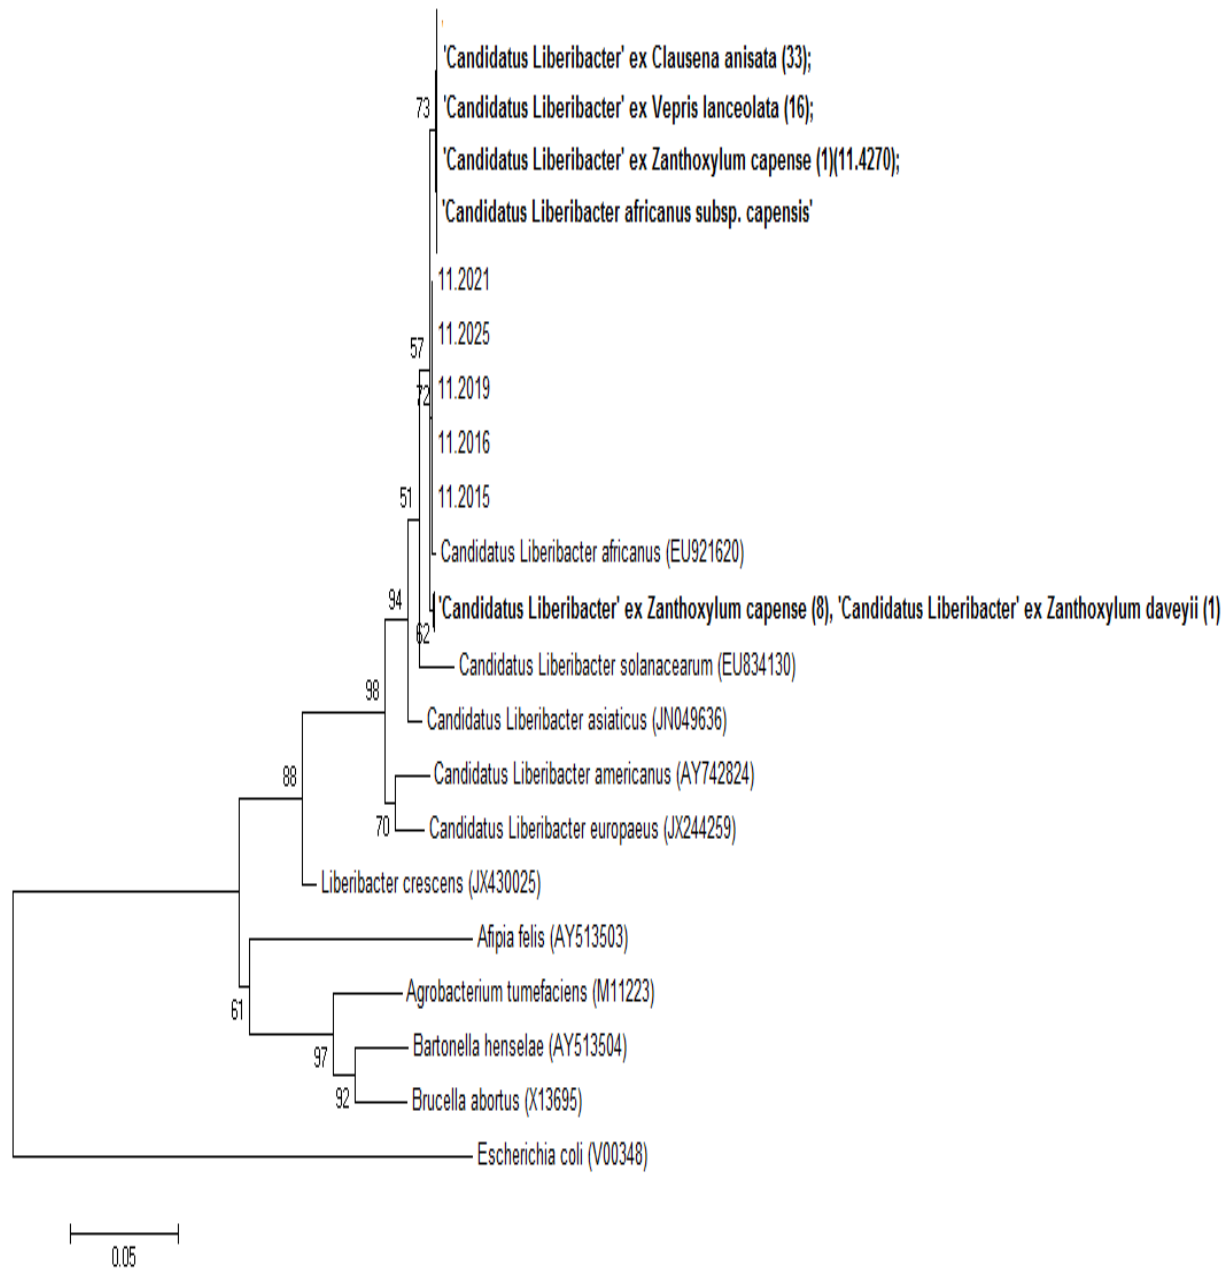 'Candidatus Liberibacter' ex Clausena anisata (33);
73
'Candidatus Liberibacter' ex Vepris lanceolata (16);
'Candidatus Liberibacter' ex Zanthoxylum capense (1)(11.4270);
'Candidatus Liberibacter africanus subsp. capensis'
11.2021
11.2025
57
11.2019
72
11.2016
11.2015
51
Candidatus Liberibacter africanus (EU921620)
94
'Candidatus Liberibacter' ex Zanthoxylum capense (8), 'Candidatus Liberibacter' ex Zanthoxylum daveyii (1)
62
Candidatus Liberibacter solanacearum (EU834130)
98
Candidatus Liberibacter asiaticus (JN049636)
88
Candidatus Liberibacter americanus (AY742824)
70
Candidatus Liberibacter europaeus (JX244259)
Liberibacter crescens (JX430025)
Afipia felis (AY513503)
Agrobacterium tumefaciens (M11223)
61
Bartonella henselae (AY513504)
97
Brucella abortus (X13695)
92
Escherichia coli (V00348)
0.05